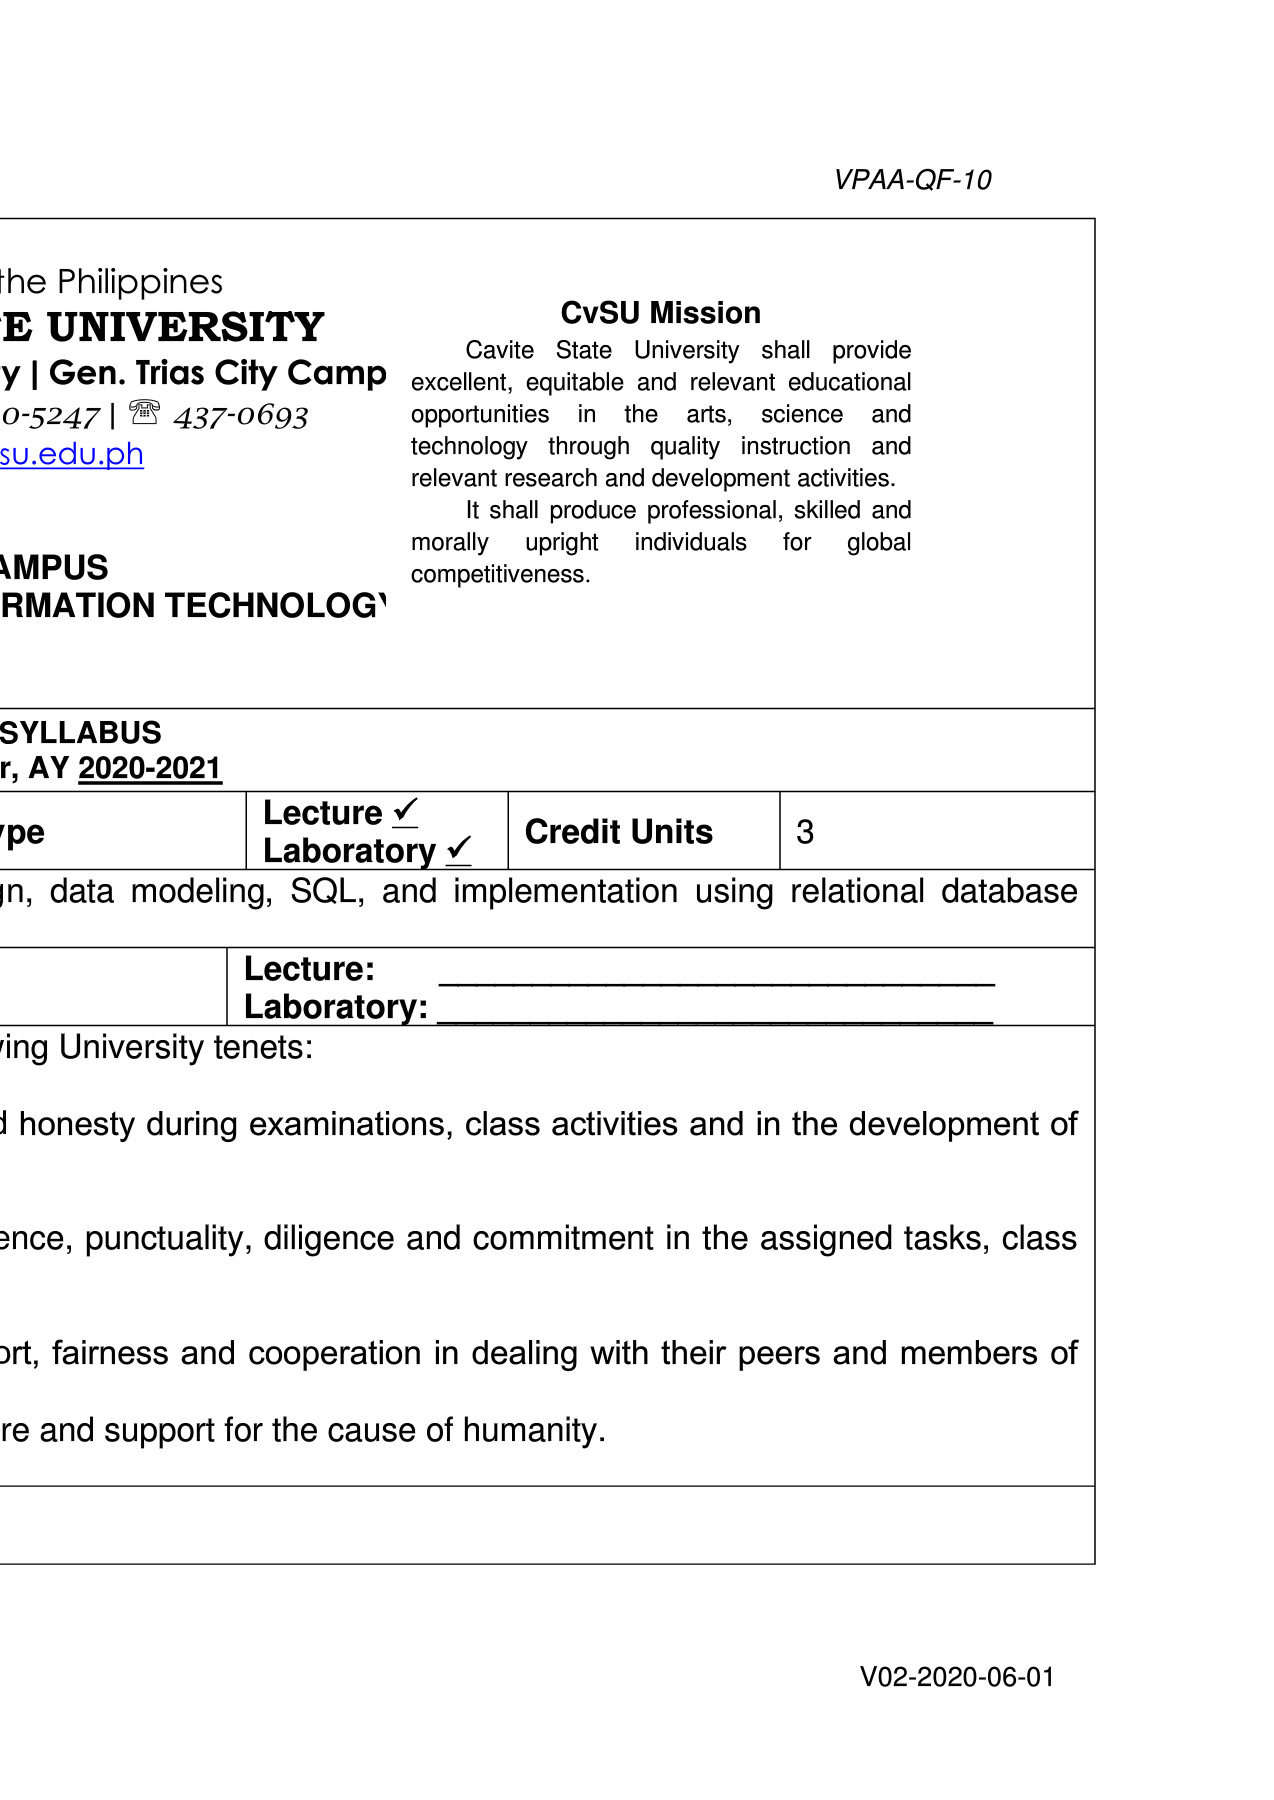 VPAA-QF-10
the Philippines
E UNIVERSITY
y | Gen. Trias City Camp
0-5247 | ☏ 437-0693
su.edu.ph
AMPUS
RMATION TECHNOLOGY
CvSU Mission
Cavite State University shall provide
excellent, equitable and relevant educational
opportunities in the arts, science and
technology through quality instruction and
relevant research and development activities.
It shall produce professional, skilled and
morally upright individuals for global
competitiveness.
SYLLABUS
r, AY 2020-2021
ype
Lecture ✓
Laboratory ✓
Credit Units
3
gn, data modeling, SQL, and implementation using relational database
Lecture: ______________________________
Laboratory: ______________________________
ving University tenets:
d honesty during examinations, class activities and in the development of
ence, punctuality, diligence and commitment in the assigned tasks, class
ort, fairness and cooperation in dealing with their peers and members of
re and support for the cause of humanity.
V02-2020-06-01